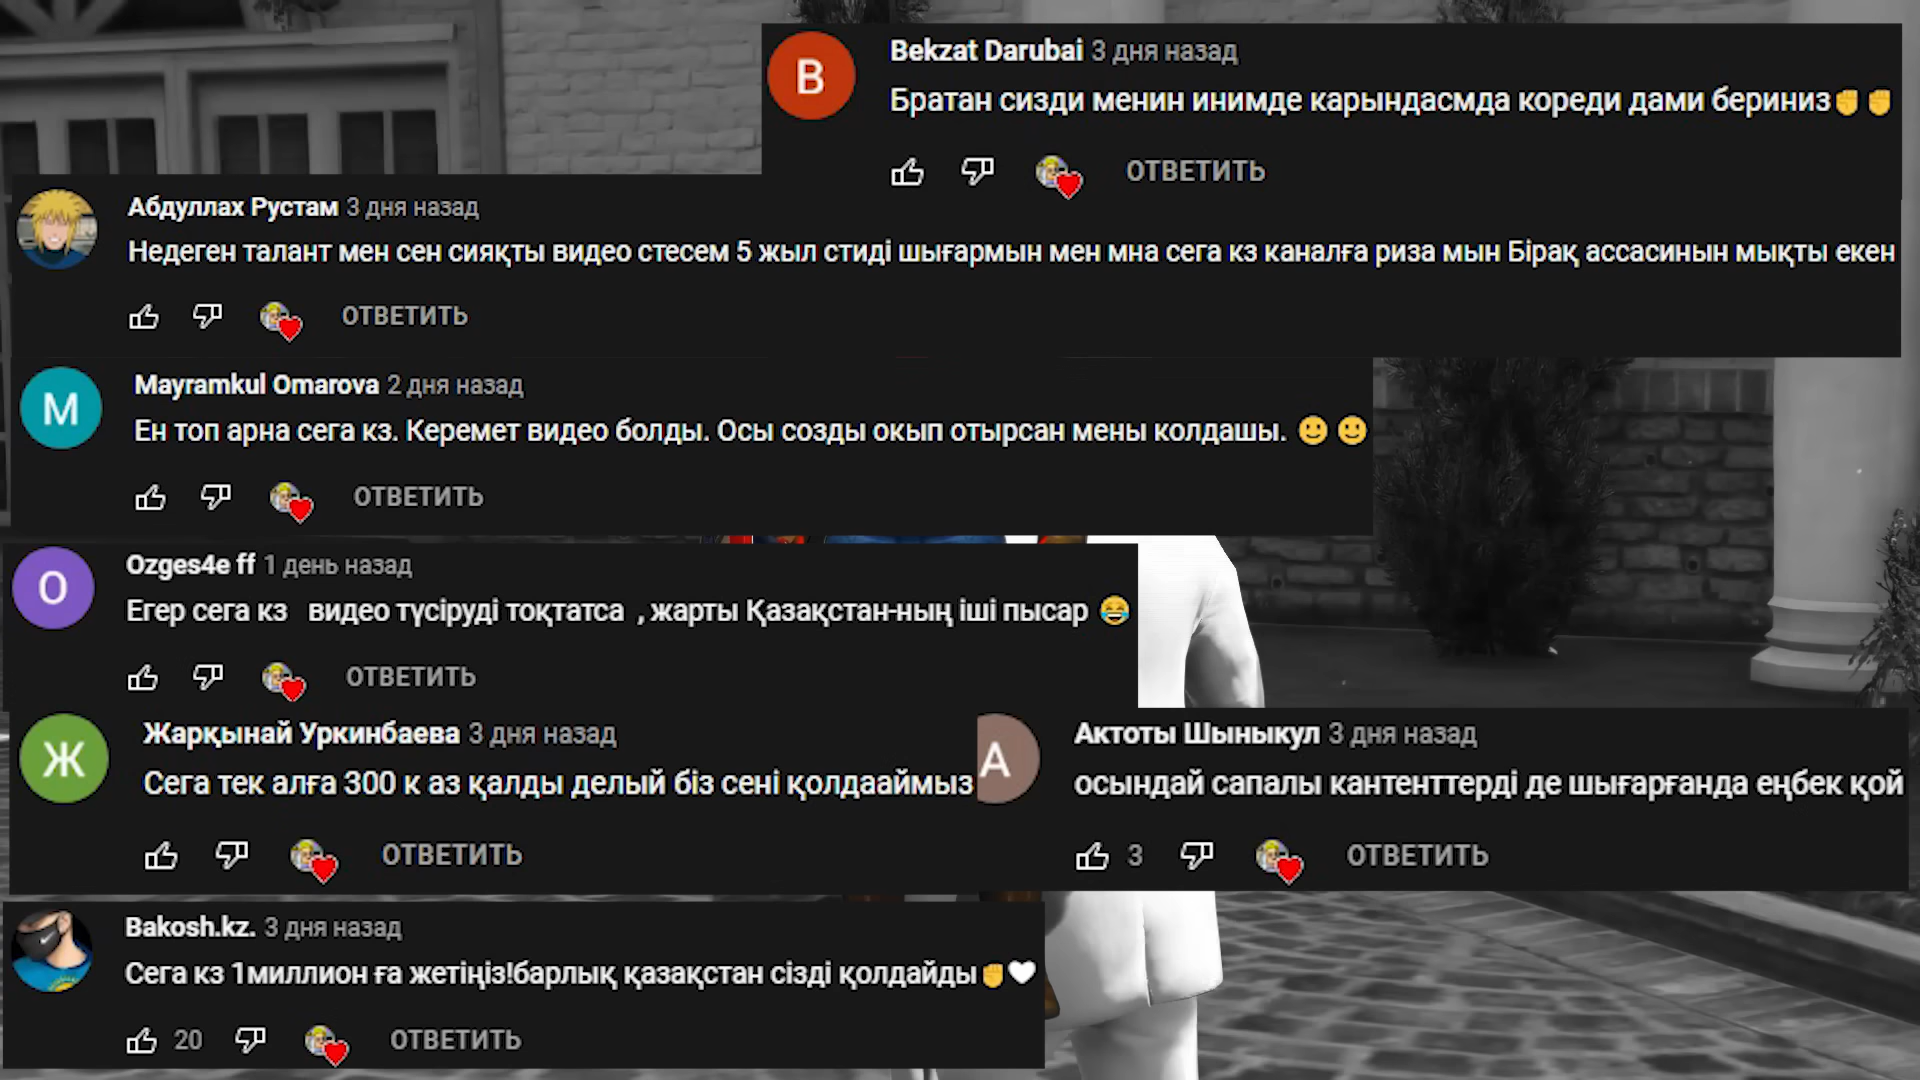 Bekzat Darubai 3 дня назад
Братан сизди менин инимде карындасмда кореди дами бериниз✊✊
ОТВЕТИТЬ
Абдуллах Рустам 3 дня назад
Недеген талант мен сен сияқты видео стесем 5 жыл стиді шығармын мен мна сега кз каналға риза мын Бірақ ассасинын мықты екен
ОТВЕТИТЬ
Mayramkul Omarova 2 дня назад
Ен топ арна сега кз. Керемет видео болды. Осы созды окып отырсан мены колдашы. 🙂 🙂
ОТВЕТИТЬ
Ozges4e ff 1 день назад
Егер сега кз видео түсіруді тоқтатса , жарты Қазақстан-ның іші пысар 😂
ОТВЕТИТЬ
Жарқынай Уркинбаева 3 дня назад
Сега тек алға 300 к аз қалды делый біз сені қолдааймыз
ОТВЕТИТЬ
Актоты Шыныкул 3 дня назад
осындай сапалы кантенттерді де шығарғанда еңбек қой
3 ОТВЕТИТЬ
Bakosh.kz. 3 дня назад
Сега кз 1миллион ға жетіңіз!барлық қазақстан сізді қолдайды✊🤍
20 ОТВЕТИТЬ